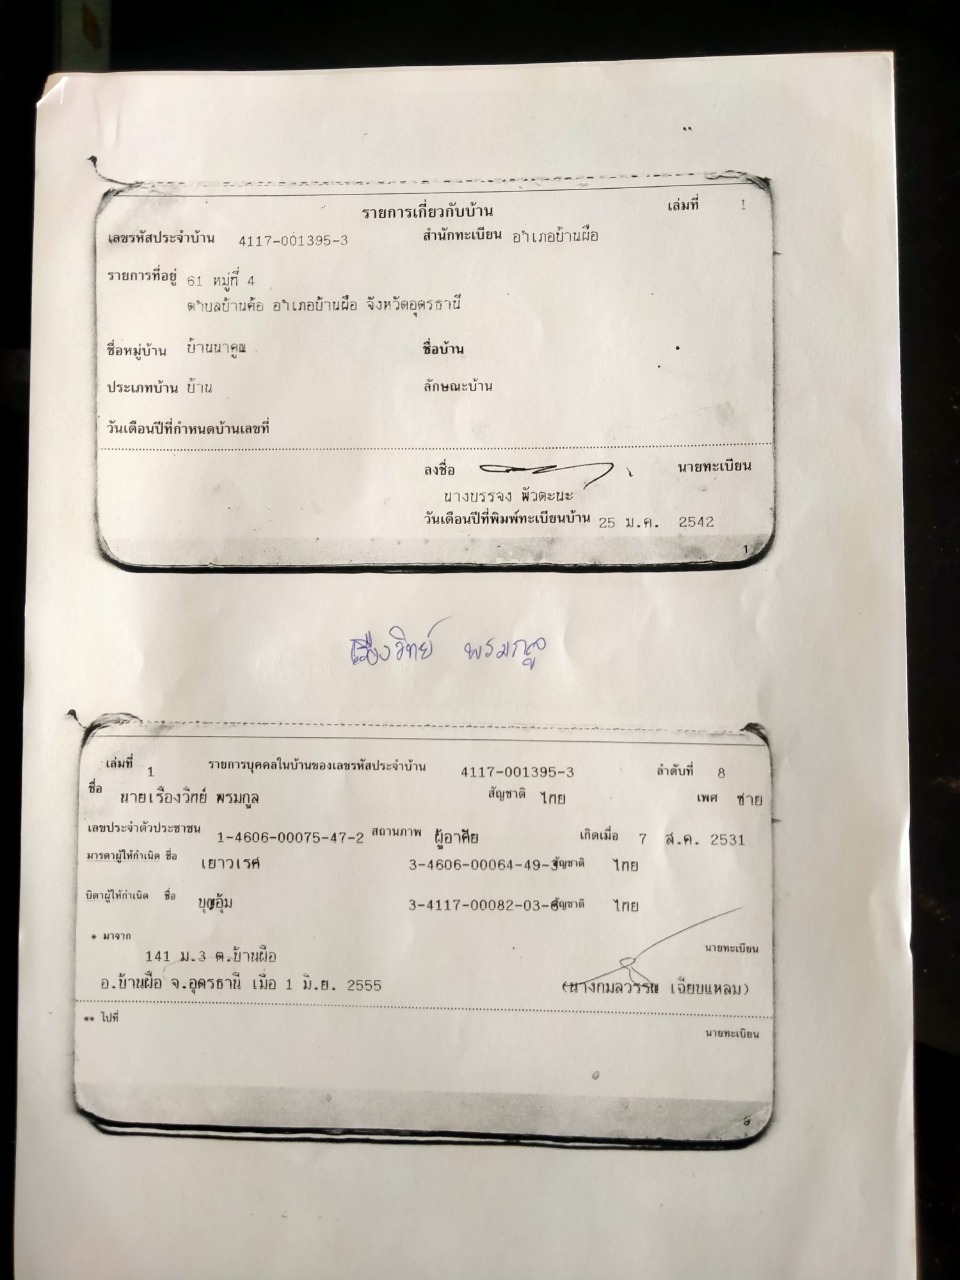 รายการเกี่ยวกับบ้าน เล่มที่ 1
เลขรหัสประจำบ้าน 4117-001395-3 สำนักทะเบียน อำเภอบ้านผือ
รายการที่อยู่ 61 หมู่ที่ 4
ตำบลบ้านค้อ อำเภอบ้านผือ จังหวัดอุดรธานี
ชื่อหมู่บ้าน บ้านนาคูณ ชื่อบ้าน
ประเภทบ้าน บ้าน ลักษณะบ้าน
วันเดือนปีที่กำหนดบ้านเลขที่
ลงชื่อ นายทะเบียน
นางบรรจง พัวตะนะ
วันเดือนปีที่พิมพ์ทะเบียนบ้าน 25 ม.ค. 2542
1
เรืองวิทย์ พรมกูล
เล่มที่ 1 รายการบุคคลในบ้านของเลขรหัสประจำบ้าน 4117-001395-3 ลำดับที่ 8
ชื่อ นายเรืองวิทย์ พรมกูล สัญชาติ ไทย เพศ ชาย
เลขประจำตัวประชาชน 1-4606-00075-47-2 สถานภาพ ผู้อาศัย เกิดเมื่อ 7 ส.ค. 2531
มารดาผู้ให้กำเนิด ชื่อ เยาวเรศ 3-4606-00064-49-3 สัญชาติ ไทย
บิดาผู้ให้กำเนิด ชื่อ บุญอุ้ม 3-4117-00082-03-6 สัญชาติ ไทย
* มาจาก
141 ม.3 ต.บ้านผือ นายทะเบียน
อ.บ้านผือ จ.อุดรธานี เมื่อ 1 มิ.ย. 2555 (นางกมลวรรณ เฉียบแหลม)
** ไปที่
นายทะเบียน